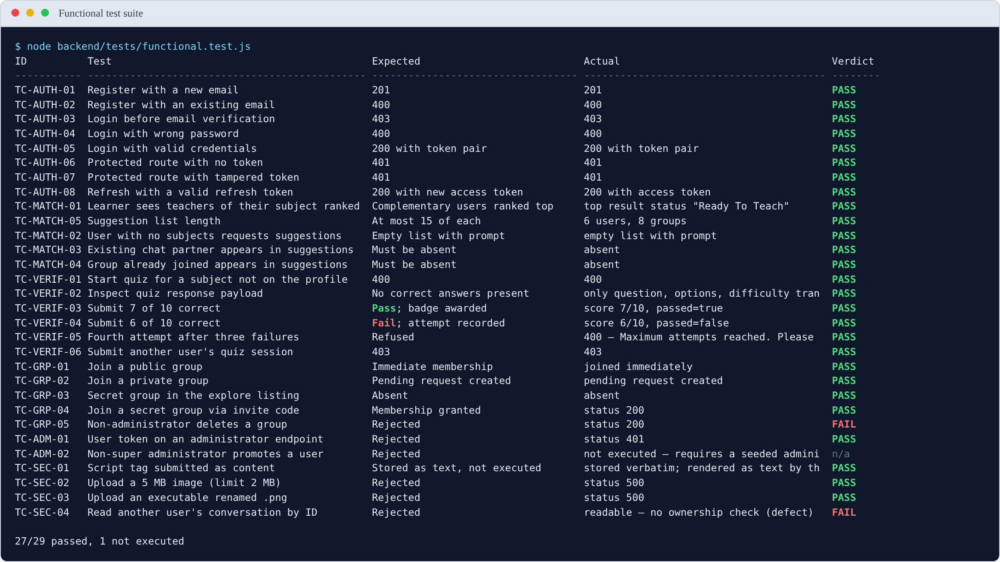 Functional test suite
$ node backend/tests/functional.test.js
ID Test Expected Actual Verdict
----------- ---------------------------------------------- ---------------------------------- ---------------------------------------- --------
TC-AUTH-01 Register with a new email 201 201 PASS
TC-AUTH-02 Register with an existing email 400 400 PASS
TC-AUTH-03 Login before email verification 403 403 PASS
TC-AUTH-04 Login with wrong password 400 400 PASS
TC-AUTH-05 Login with valid credentials 200 with token pair 200 with token pair PASS
TC-AUTH-06 Protected route with no token 401 401 PASS
TC-AUTH-07 Protected route with tampered token 401 401 PASS
TC-AUTH-08 Refresh with a valid refresh token 200 with new access token 200 with access token PASS
TC-MATCH-01 Learner sees teachers of their subject ranked Complementary users ranked top top result status "Ready To Teach" PASS
TC-MATCH-05 Suggestion list length At most 15 of each 6 users, 8 groups PASS
TC-MATCH-02 User with no subjects requests suggestions Empty list with prompt empty list with prompt PASS
TC-MATCH-03 Existing chat partner appears in suggestions Must be absent absent PASS
TC-MATCH-04 Group already joined appears in suggestions Must be absent absent PASS
TC-VERIF-01 Start quiz for a subject not on the profile 400 400 PASS
TC-VERIF-02 Inspect quiz response payload No correct answers present only question, options, difficulty tran PASS
TC-VERIF-03 Submit 7 of 10 correct Pass; badge awarded score 7/10, passed=true PASS
TC-VERIF-04 Submit 6 of 10 correct Fail; attempt recorded score 6/10, passed=false PASS
TC-VERIF-05 Fourth attempt after three failures Refused 400 — Maximum attempts reached. Please PASS
TC-VERIF-06 Submit another user's quiz session 403 403 PASS
TC-GRP-01 Join a public group Immediate membership joined immediately PASS
TC-GRP-02 Join a private group Pending request created pending request created PASS
TC-GRP-03 Secret group in the explore listing Absent absent PASS
TC-GRP-04 Join a secret group via invite code Membership granted status 200 PASS
TC-GRP-05 Non-administrator deletes a group Rejected status 200 FAIL
TC-ADM-01 User token on an administrator endpoint Rejected status 401 PASS
TC-ADM-02 Non-super administrator promotes a user Rejected not executed — requires a seeded admini n/a
TC-SEC-01 Script tag submitted as content Stored as text, not executed stored verbatim; rendered as text by th PASS
TC-SEC-02 Upload a 5 MB image (limit 2 MB) Rejected status 500 PASS
TC-SEC-03 Upload an executable renamed .png Rejected status 500 PASS
TC-SEC-04 Read another user's conversation by ID Rejected readable — no ownership check (defect) FAIL
27/29 passed, 1 not executed